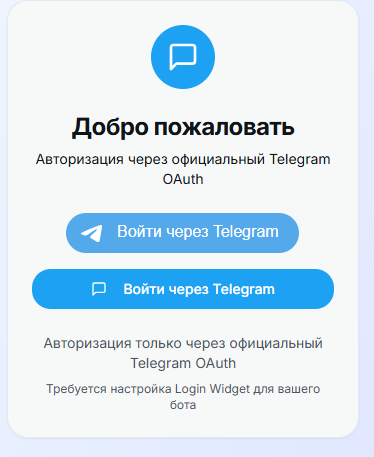 Добро пожаловать
Авторизация через официальный Telegram
OAuth
Войти через Telegram
Войти через Telegram
Авторизация только через официальный
Telegram OAuth
Требуется настройка Login Widget для вашего
бота